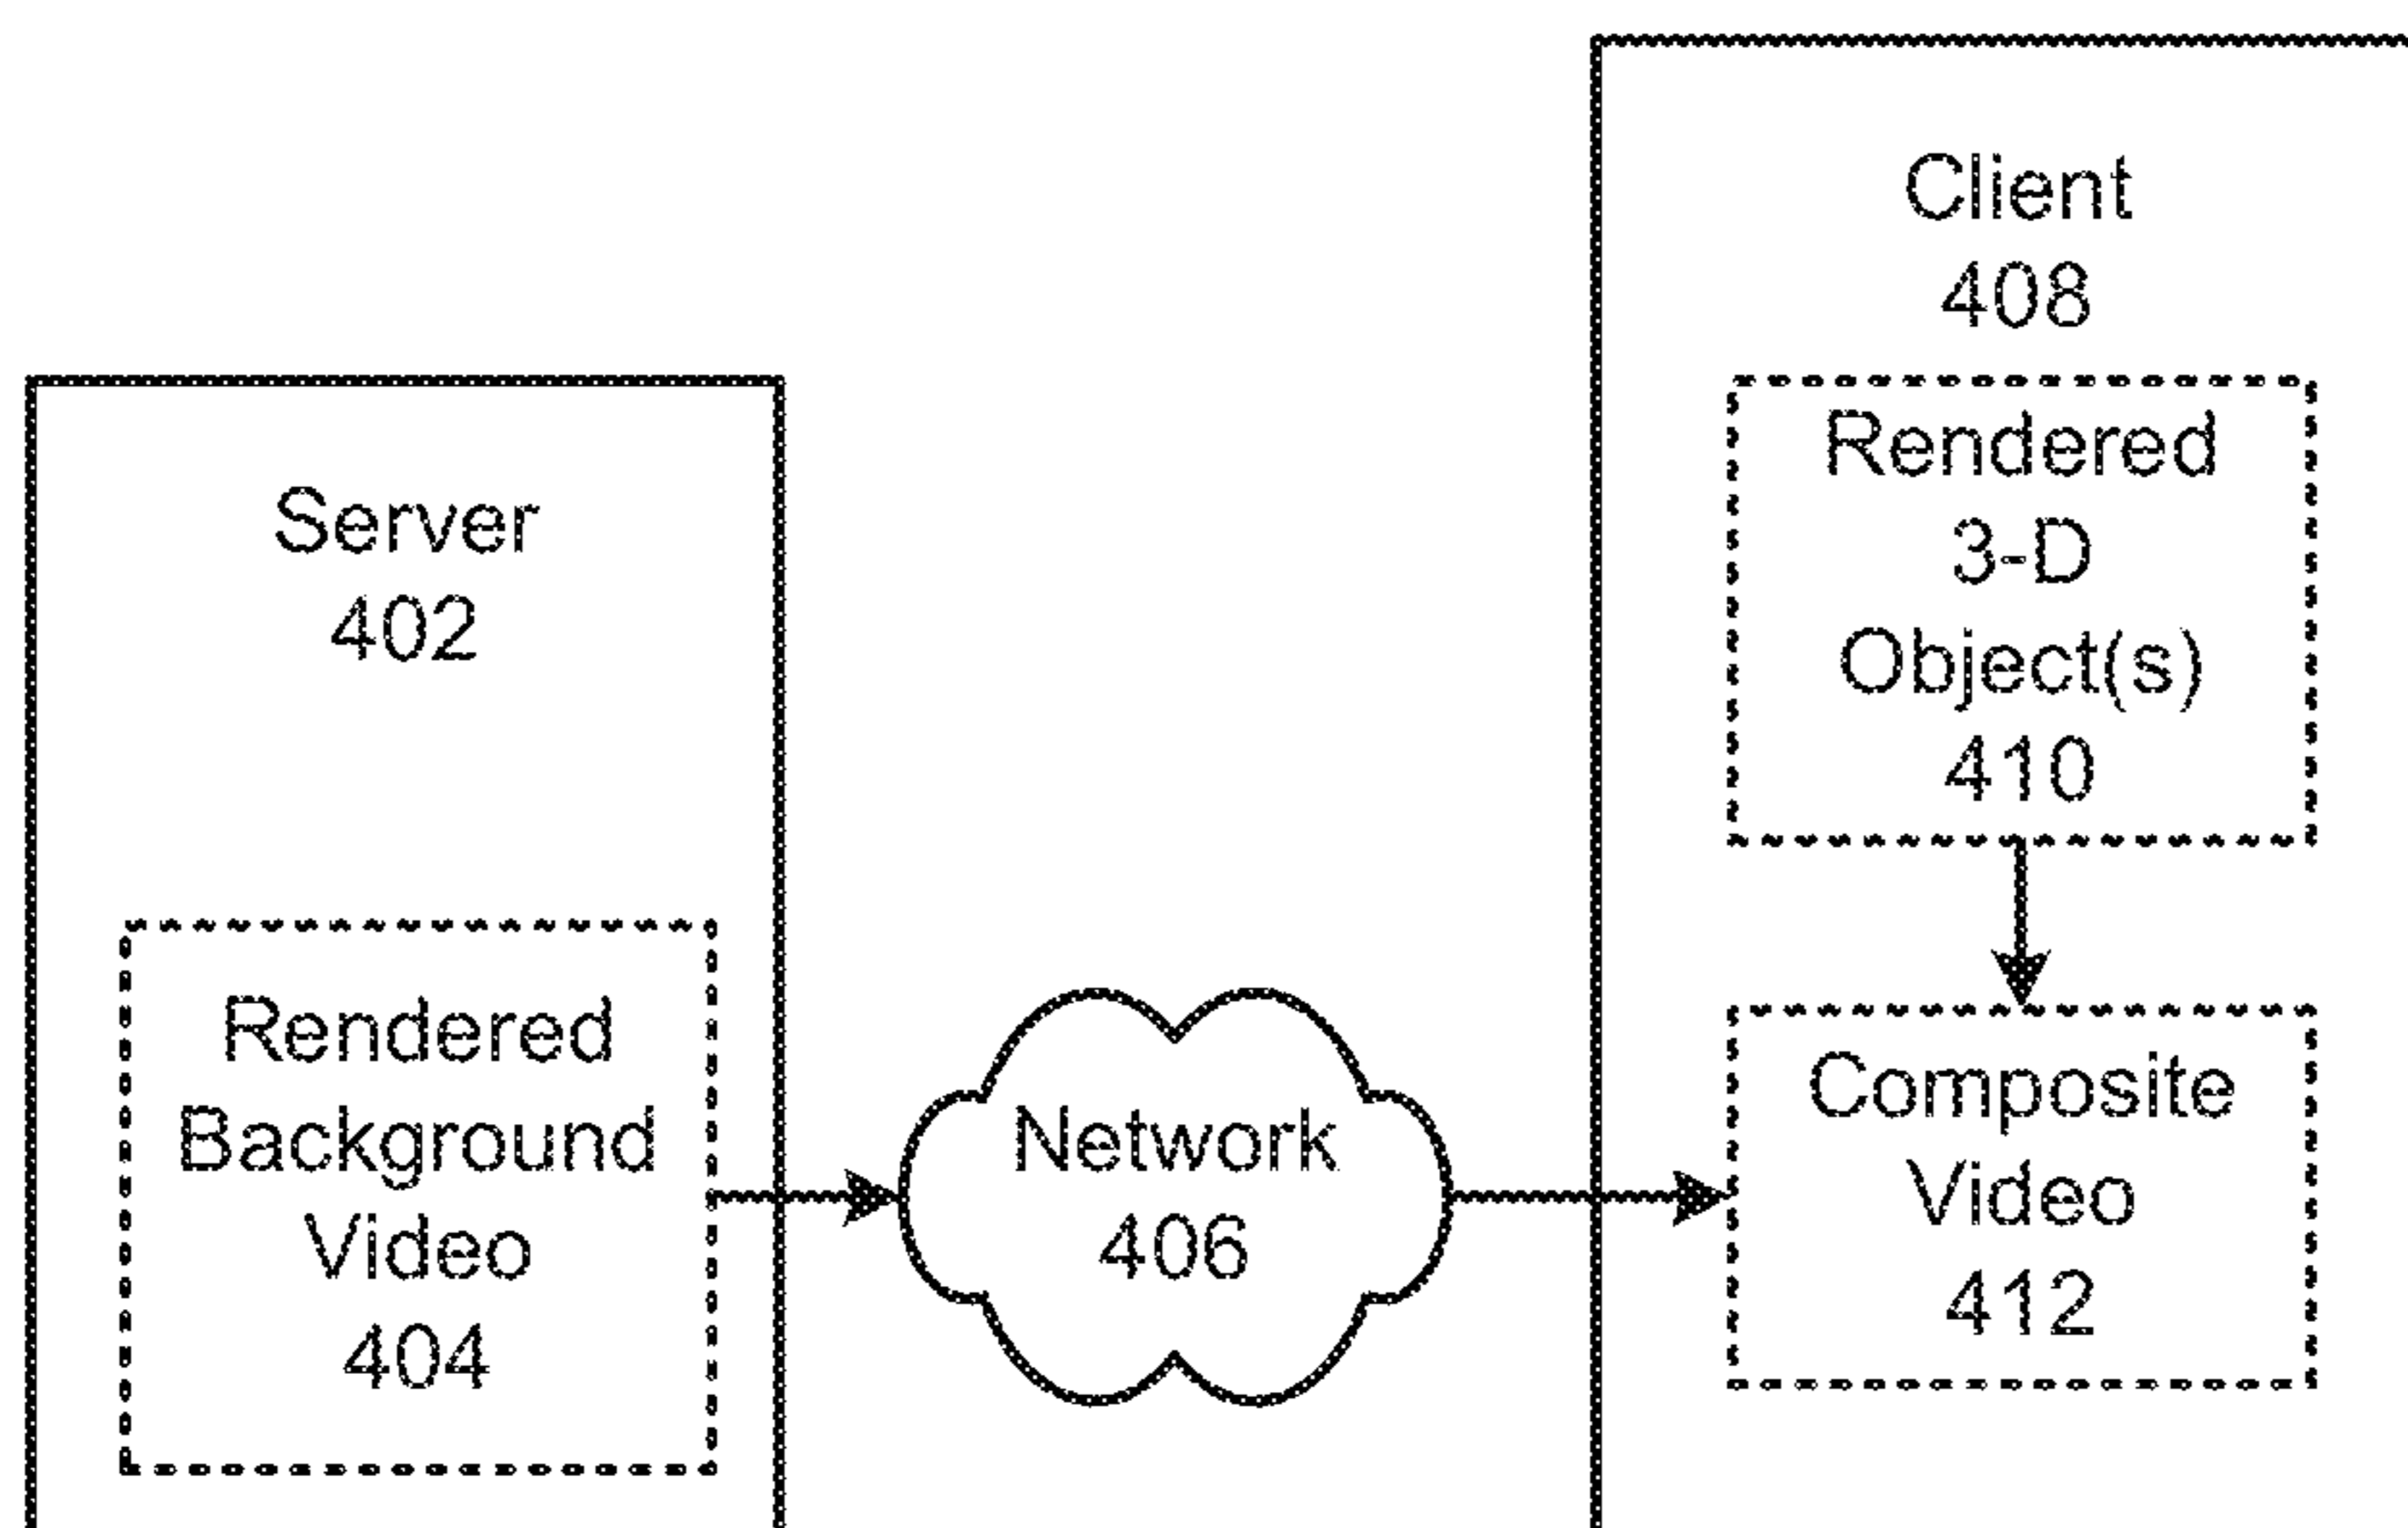 Server
402
Rendered
Background
Video
404
Network
406
Client
408
Rendered
3-D
Object(s)
410
Composite
Video
412